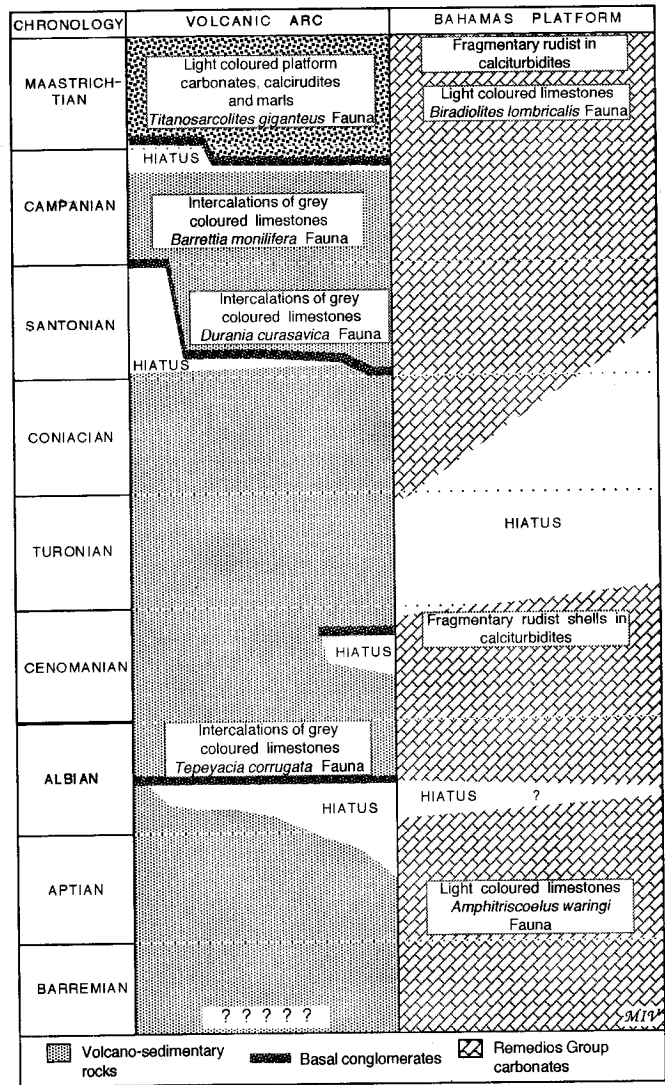 CHRONOLOGY
VOLCANIC ARC
BAHAMAS PLATFORM
MAASTRICH-
TIAN
Light coloured platform
carbonates, calcirudites
and marls
Titanosarcolites giganteus Fauna
Fragmentary rudist in
calciturbidites
Light coloured limestones
Biradiolites lombricalis Fauna
HIATUS
CAMPANIAN
Intercalations of grey
coloured limestones
Barrettia monilifera Fauna
SANTONIAN
Intercalations of grey
coloured limestones
Durania curasavica Fauna
HIATUS
CONIACIAN
TURONIAN
HIATUS
CENOMANIAN
HIATUS
Fragmentary rudist shells in
calciturbidites
ALBIAN
Intercalations of grey
coloured limestones
Tepeyacia corrugata Fauna
HIATUS
HIATUS ?
APTIAN
Light coloured limestones
Amphitriscoelus waringi
Fauna
BARREMIAN
? ? ? ? ?
MIV
Volcano-sedimentary
rocks
Basal conglomerates
Remedios Group
carbonates